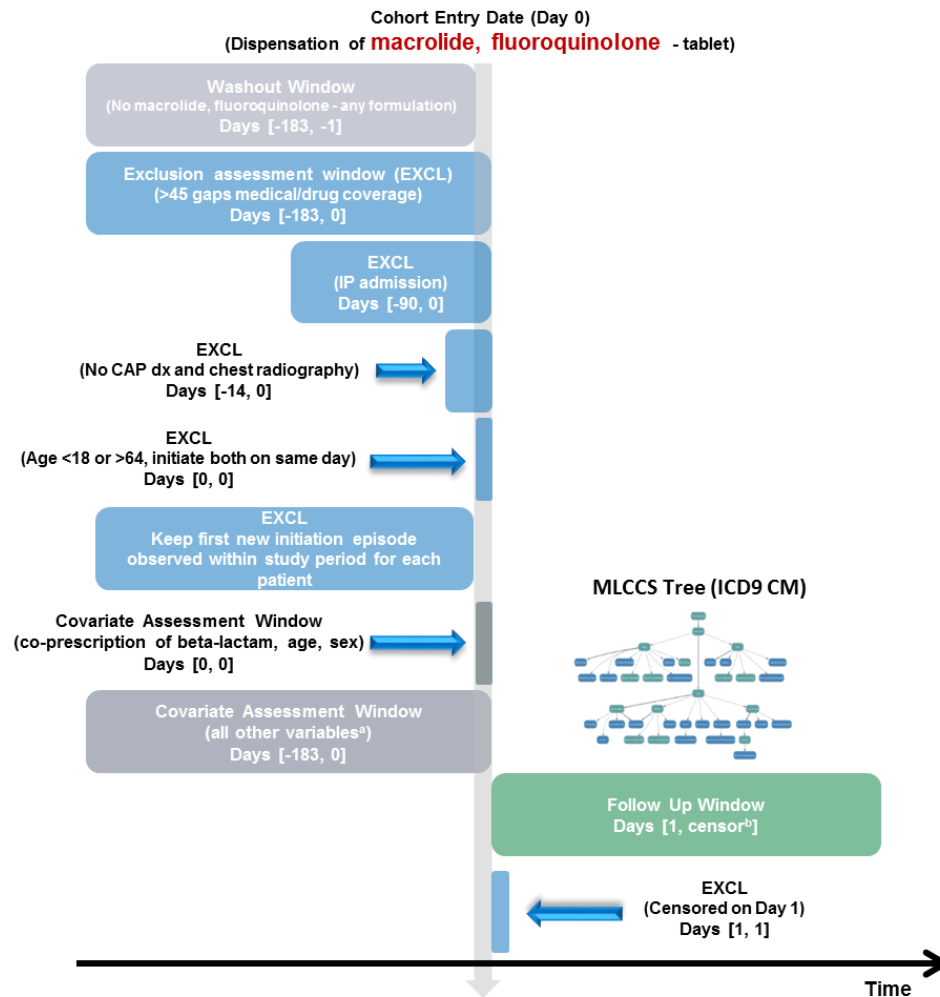 Cohort Entry Date (Day 0)
(Dispensation of macrolide, fluoroquinolone - tablet)
Washout Window
(No macrolide, fluoroquinolone - any formulation)
Days [-183, -1]
Exclusion assessment window (EXCL)
(>45 gaps medical/drug coverage)
Days [-183, 0]
EXCL
(IP admission)
Days [-90, 0]
EXCL
(No CAP dx and chest radiography)
Days [-14, 0]
EXCL
(Age <18 or >64, initiate both on same day)
Days [0, 0]
EXCL
Keep first new initiation episode
observed within study period for each
patient
MLCCS Tree (ICD9 CM)
Covariate Assessment Window
(co-prescription of beta-lactam, age, sex)
Days [0, 0]
Covariate Assessment Window
(all other variablesᵃ)
Days [-183, 0]
Follow Up Window
Days [1, censorᵇ]
EXCL
(Censored on Day 1)
Days [1, 1]
Time